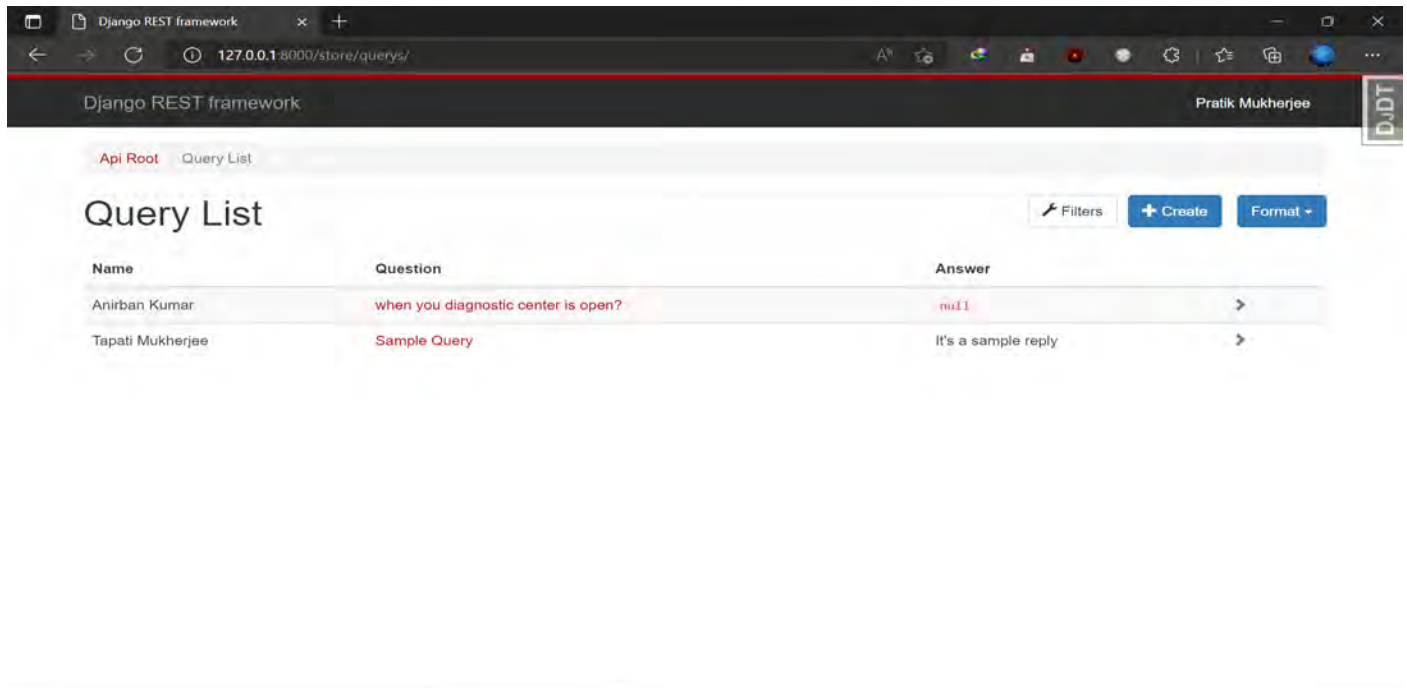 Django REST framework
127.0.0.1:8000/store/querys/
Django REST framework
Pratik Mukherjee
DJDT
Api Root Query List
Query List
Filters
Create
Format
Name Question Answer
Anirban Kumar when you diagnostic center is open? null
Tapati Mukherjee Sample Query It's a sample reply